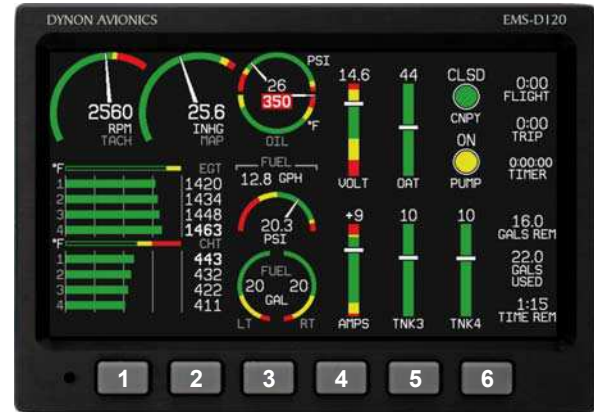 DYNON AVIONICS
EMS-D120
2560
RPM
TACH
25.6
INHG
MAP
PSI
26
350
°F
OIL
14.6
VOLT
44
OAT
CLSD
CNPY
ON
PUMP
0:00
FLIGHT
0:00
TRIP
0:00:00
TIMER
°F EGT
1 1420
2 1434
3 1448
4 1463
°F CHT
1 443
2 432
3 422
4 411
FUEL
12.8 GPH
20.3
PSI
FUEL
20 20
GAL
LT RT
+9
AMPS
10
TNK3
10
TNK4
16.0
GALS REM
22.0
GALS
USED
1:15
TIME REM
1 2 3 4 5 6